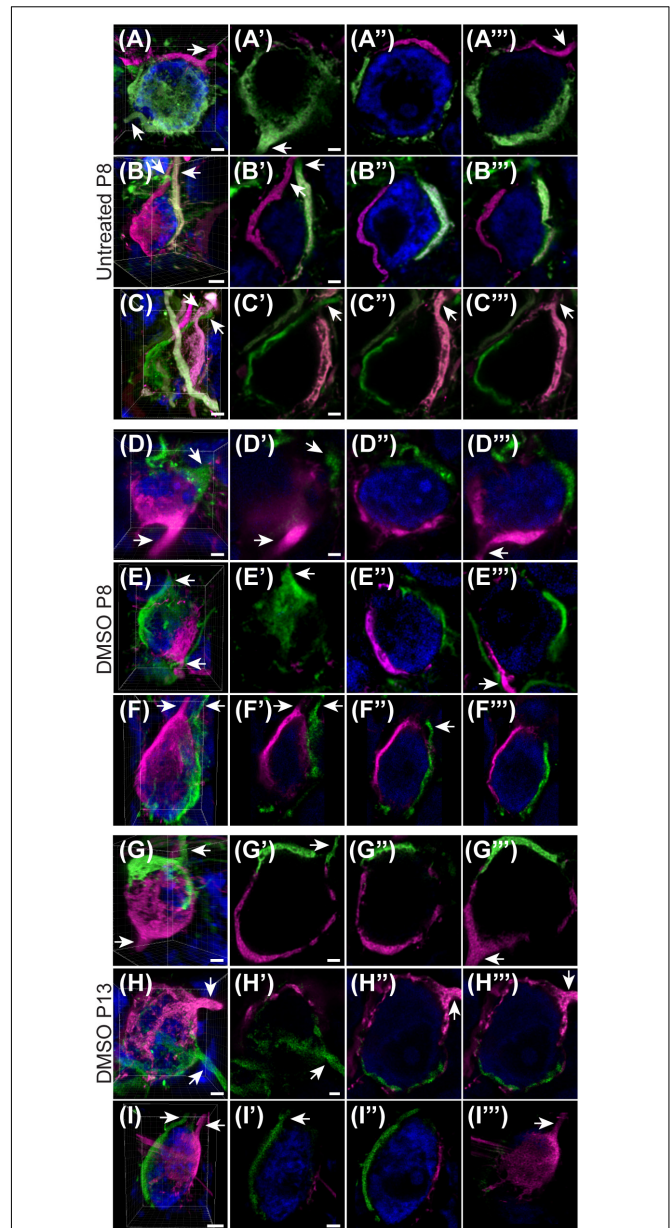 (A) (A') (A'') (A''')
Untreated P8
(B) (B') (B'') (B''')
(C) (C') (C'') (C''')
(D) (D') (D'') (D''')
DMSO P8
(E) (E') (E'') (E''')
(F) (F') (F'') (F''')
(G) (G') (G'') (G''')
DMSO P13
(H) (H') (H'') (H''')
(I) (I') (I'') (I''')